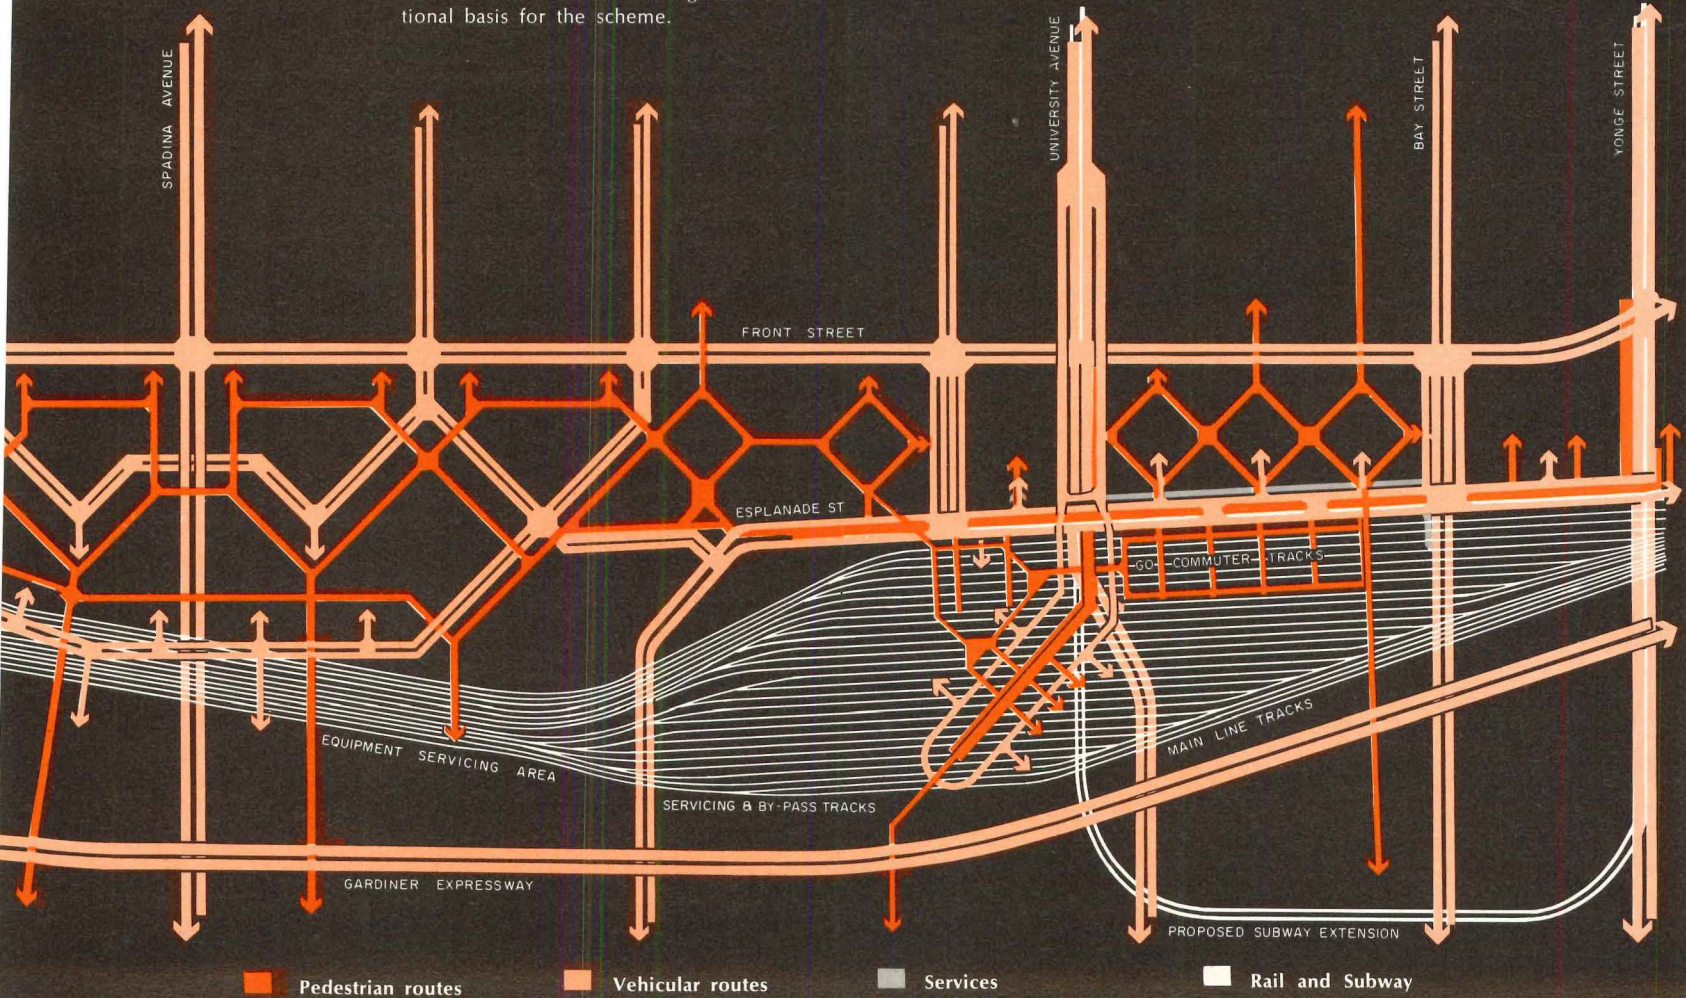 tional basis for the scheme.
SPADINA AVENUE
UNIVERSITY AVENUE
BAY STREET
YONGE STREET
FRONT STREET
ESPLANADE ST
GO COMMUTER TRACKS
EQUIPMENT SERVICING AREA
MAIN LINE TRACKS
SERVICING & BY-PASS TRACKS
GARDINER EXPRESSWAY
PROPOSED SUBWAY EXTENSION
Pedestrian routes
Vehicular routes
Services
Rail and Subway